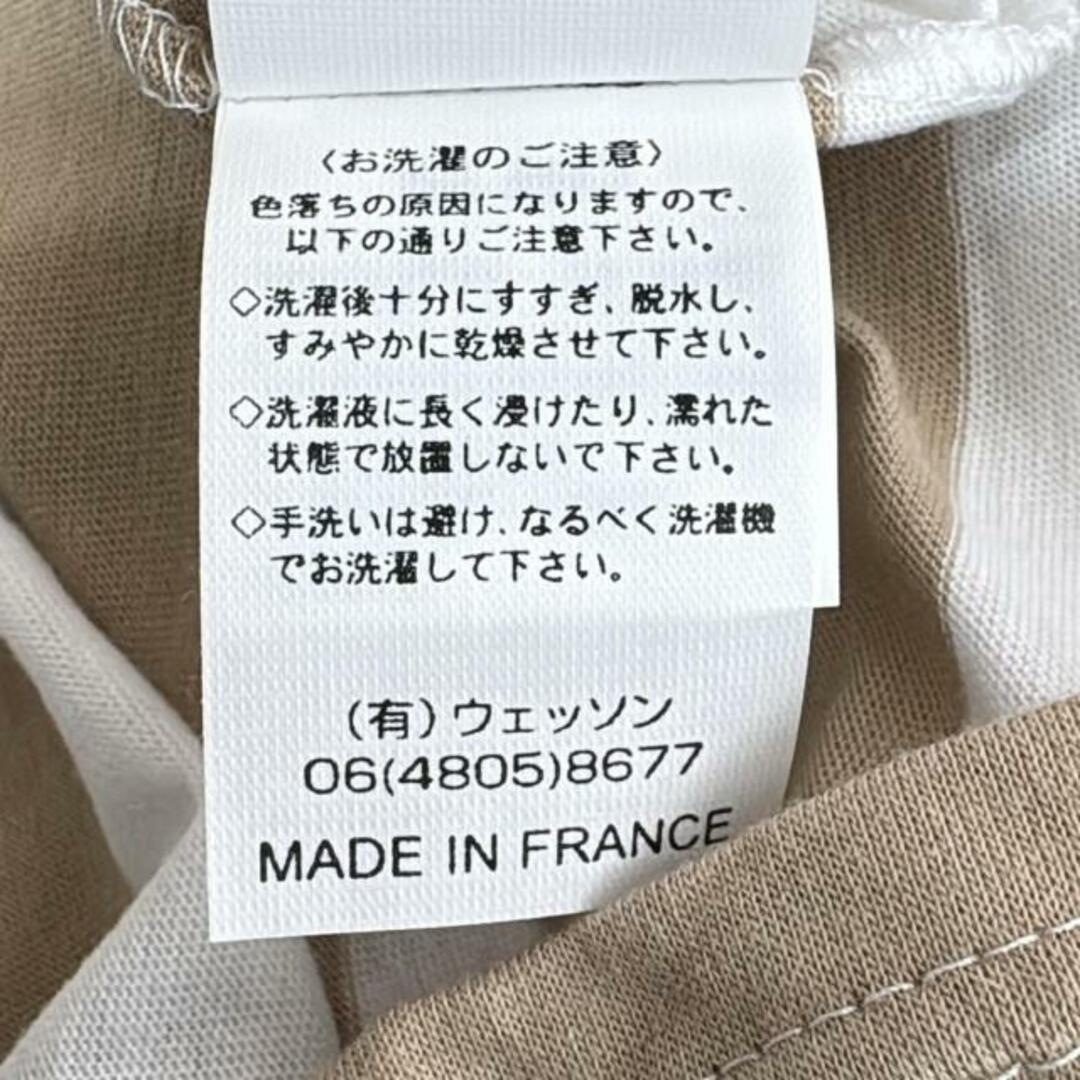 〈お洗濯のご注意〉
色落ちの原因になりますので、
以下の通りご注意下さい。
◇洗濯後十分にすすぎ、脱水し、
すみやかに乾燥させて下さい。
◇洗濯液に長く浸けたり、濡れた
状態で放置しないで下さい。
◇手洗いは避け、なるべく洗濯機
でお洗濯して下さい。
(有)ウェッソン
06(4805)8677
MADE IN FRANCE